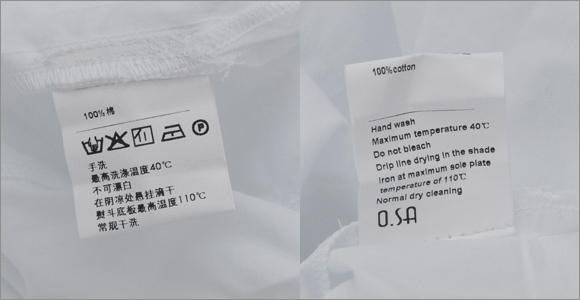 100%棉
手洗
最高洗涤温度40℃
不可漂白
在阴凉处悬挂滴干
熨斗底板最高温度110℃
常规干洗
100%cotton
Hand wash
Maximum temperature 40℃
Do not bleach
Drip line drying in the shade
Iron at maximum sole plate
temperature of 110℃
Normal dry cleaning
O.SA